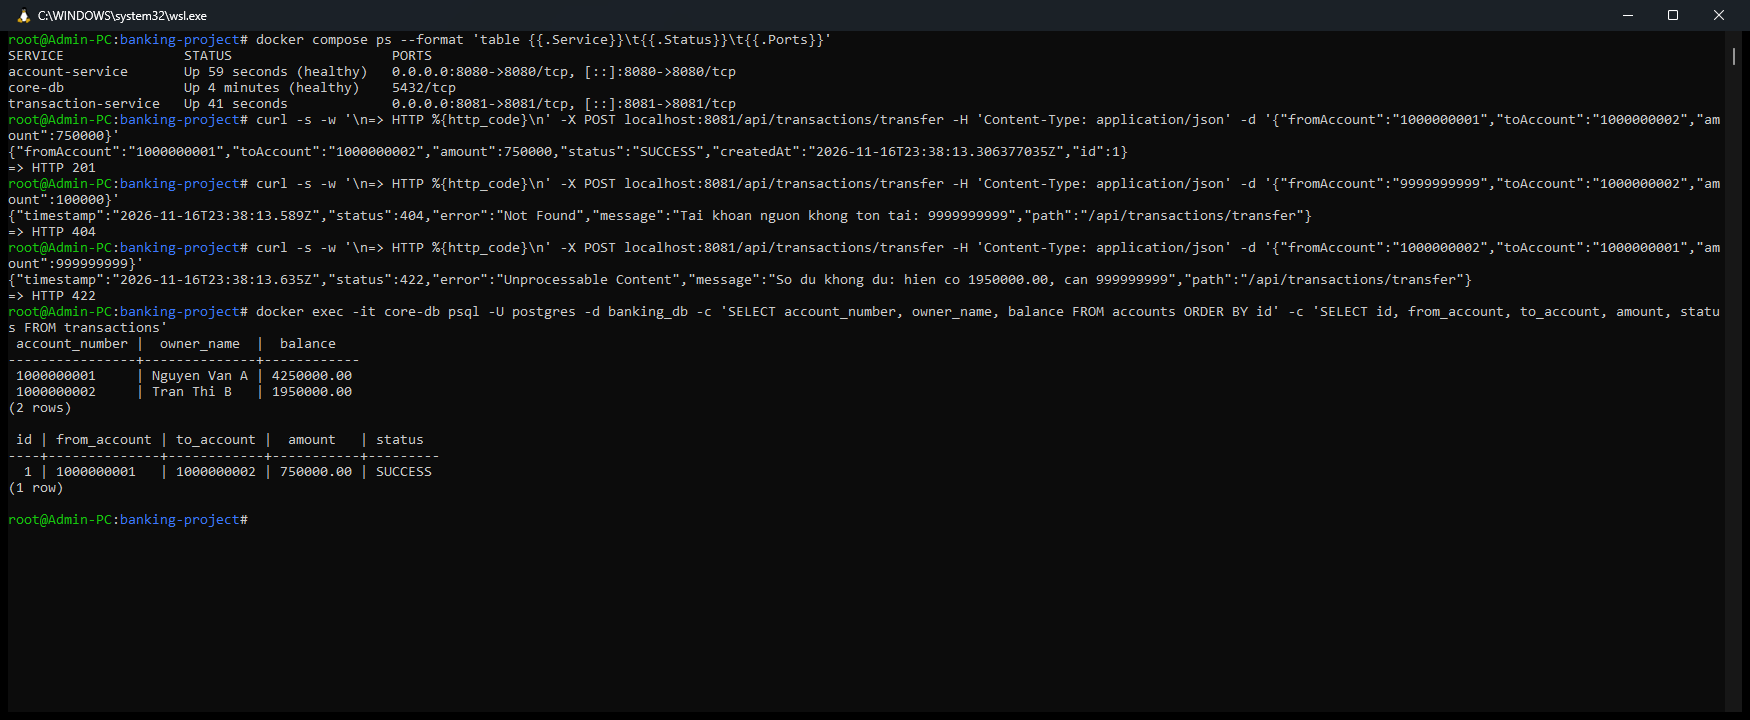 C:\WINDOWS\system32\wsl.exe
root@Admin-PC:banking-project# docker compose ps --format 'table {{.Service}}\t{{.Status}}\t{{.Ports}}'
SERVICE               STATUS                    PORTS
account-service       Up 59 seconds (healthy)   0.0.0.0:8080->8080/tcp, [::]:8080->8080/tcp
core-db               Up 4 minutes (healthy)    5432/tcp
transaction-service   Up 41 seconds             0.0.0.0:8081->8081/tcp, [::]:8081->8081/tcp
root@Admin-PC:banking-project# curl -s -w '\n=> HTTP %{http_code}\n' -X POST localhost:8081/api/transactions/transfer -H 'Content-Type: application/json' -d '{"fromAccount":"1000000001","toAccount":"1000000002","am
ount":750000}'
{"fromAccount":"1000000001","toAccount":"1000000002","amount":750000,"status":"SUCCESS","createdAt":"2026-11-16T23:38:13.306377035Z","id":1}
=> HTTP 201
root@Admin-PC:banking-project# curl -s -w '\n=> HTTP %{http_code}\n' -X POST localhost:8081/api/transactions/transfer -H 'Content-Type: application/json' -d '{"fromAccount":"9999999999","toAccount":"1000000002","am
ount":100000}'
{"timestamp":"2026-11-16T23:38:13.589Z","status":404,"error":"Not Found","message":"Tai khoan nguon khong ton tai: 9999999999","path":"/api/transactions/transfer"}
=> HTTP 404
root@Admin-PC:banking-project# curl -s -w '\n=> HTTP %{http_code}\n' -X POST localhost:8081/api/transactions/transfer -H 'Content-Type: application/json' -d '{"fromAccount":"1000000002","toAccount":"1000000001","am
ount":999999999}'
{"timestamp":"2026-11-16T23:38:13.635Z","status":422,"error":"Unprocessable Content","message":"So du khong du: hien co 1950000.00, can 999999999","path":"/api/transactions/transfer"}
=> HTTP 422
root@Admin-PC:banking-project# docker exec -it core-db psql -U postgres -d banking_db -c 'SELECT account_number, owner_name, balance FROM accounts ORDER BY id' -c 'SELECT id, from_account, to_account, amount, statu
s FROM transactions'
 account_number |  owner_name  |  balance
----------------+--------------+------------
 1000000001     | Nguyen Van A | 4250000.00
 1000000002     | Tran Thi B   | 1950000.00
(2 rows)
 id | from_account | to_account |  amount   | status
----+--------------+------------+-----------+---------
  1 | 1000000001   | 1000000002 | 750000.00 | SUCCESS
(1 row)
root@Admin-PC:banking-project#